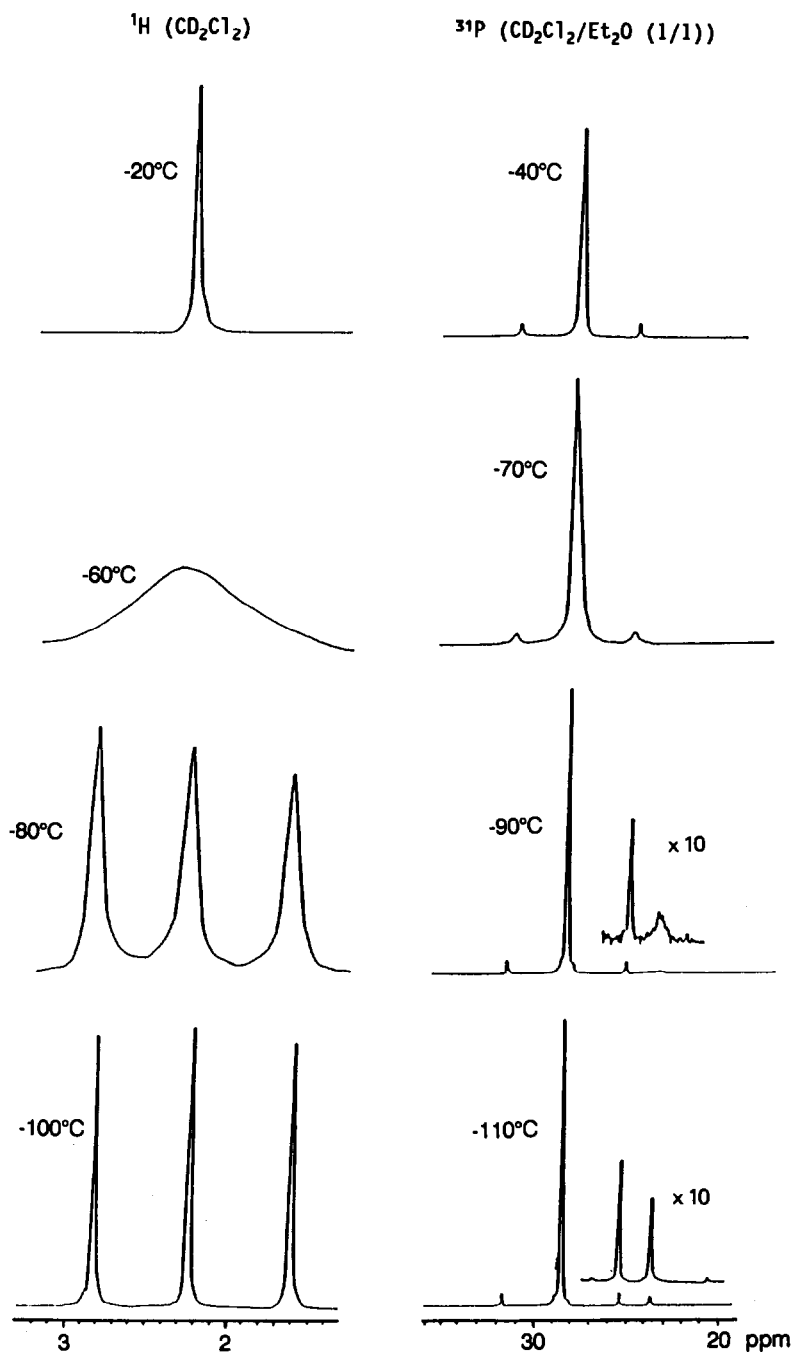 ¹H (CD₂Cl₂)
³¹P (CD₂Cl₂/Et₂O (1/1))
-20°C
-40°C
-60°C
-70°C
-80°C
-90°C
x 10
-100°C
-110°C
x 10
3 2
30 20 ppm